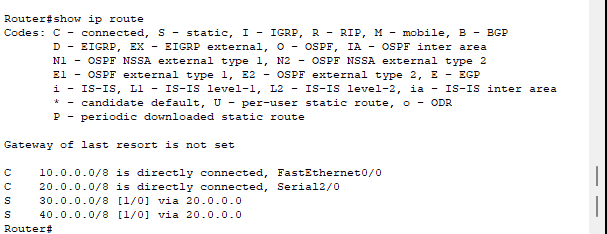 Router#show ip route
Codes: C - connected, S - static, I - IGRP, R - RIP, M - mobile, B - BGP
       D - EIGRP, EX - EIGRP external, O - OSPF, IA - OSPF inter area
       N1 - OSPF NSSA external type 1, N2 - OSPF NSSA external type 2
       E1 - OSPF external type 1, E2 - OSPF external type 2, E - EGP
       i - IS-IS, L1 - IS-IS level-1, L2 - IS-IS level-2, ia - IS-IS inter area
       * - candidate default, U - per-user static route, o - ODR
       P - periodic downloaded static route
Gateway of last resort is not set
C    10.0.0.0/8 is directly connected, FastEthernet0/0
C    20.0.0.0/8 is directly connected, Serial2/0
S    30.0.0.0/8 [1/0] via 20.0.0.0
S    40.0.0.0/8 [1/0] via 20.0.0.0
Router#